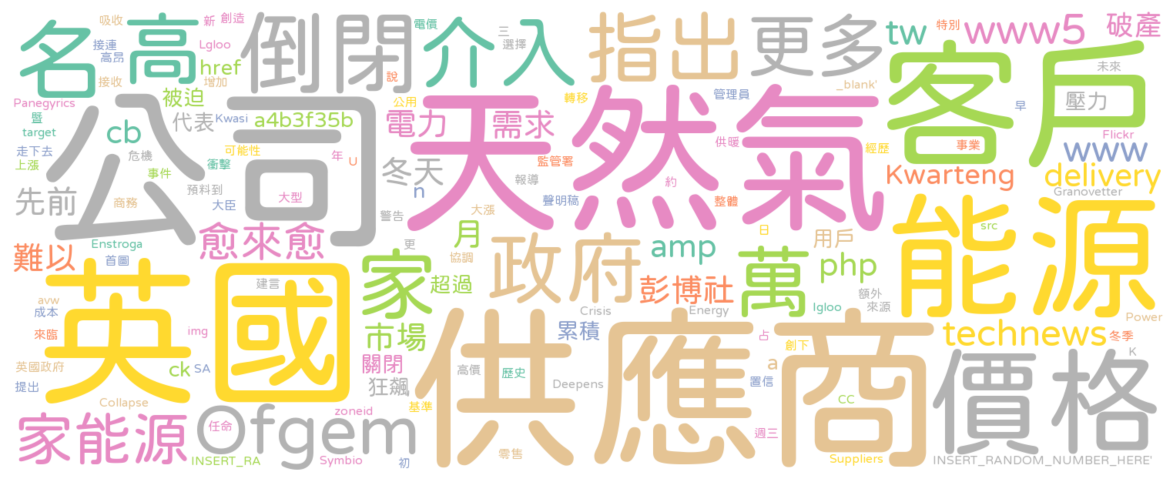 名
高
倒閉
介入
指出
更多
tw
www5
破產
吸收
接連
高昂
創造
新
Lgloo
href
接收
增加
電價
三
選擇
說
特別
_blank'
客戶
未來
壓力
Panegyrics
暨
target
走下去
上漲
cb
被迫
代表
Kwasi
a4b3f35b
公司
天然氣
電力
需求
公用
轉移
管理員
供暖
早
Flickr
事業
www
經歷
監管署
可能性
年
U
衝擊
危機
事件
預料到
大臣
大型
商務
先前
冬天
n
報導
聲明稿
約
整體
Kwarteng
delivery
Granovetter
警告
大漲
日
用戶
src
能源
難以
愈來愈
Enstroga
首圖
更
月
協調
政府
amp
萬
php
家
超過
彭博社
額外
來源
Igloo
建言
英國
avw
成本
來臨
img
市場
累積
Crisis
Energy
Power
technews
冬季
占
K
英國政府
提出
ck
SA
關閉
狂飆
高價
歷史
Deepens
a
創下
置信
供應商
價格
CC
Collapse
zoneid
基準
家能源
Ofgem
任命
初
零售
週三
INSERT_RA
Symbio
Suppliers
INSERT_RANDOM_NUMBER_HERE'